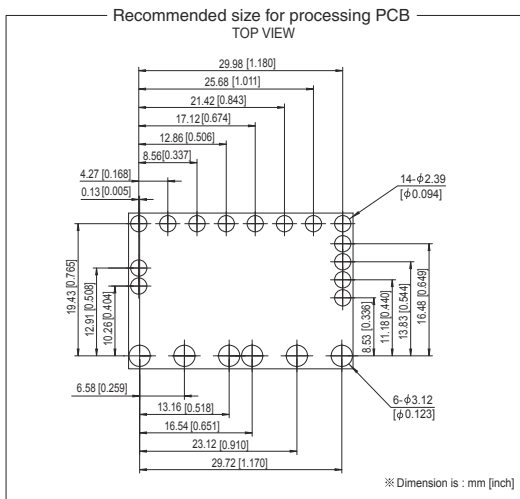 Recommended size for processing PCB
TOP VIEW
29.98 [1.180]
25.68 [1.011]
21.42 [0.843]
17.12 [0.674]
12.86 [0.506]
8.56 [0.337]
4.27 [0.168]
0.13 [0.005]
14-ϕ2.39
[ϕ0.094]
19.43 [0.765]
12.91 [0.508]
10.26 [0.404]
8.53 [0.336]
11.18 [0.440]
13.83 [0.544]
16.48 [0.649]
6.58 [0.259]
13.16 [0.518]
16.54 [0.651]
23.12 [0.910]
29.72 [1.170]
6-ϕ3.12
[ϕ0.123]
※ Dimension is : mm [inch]